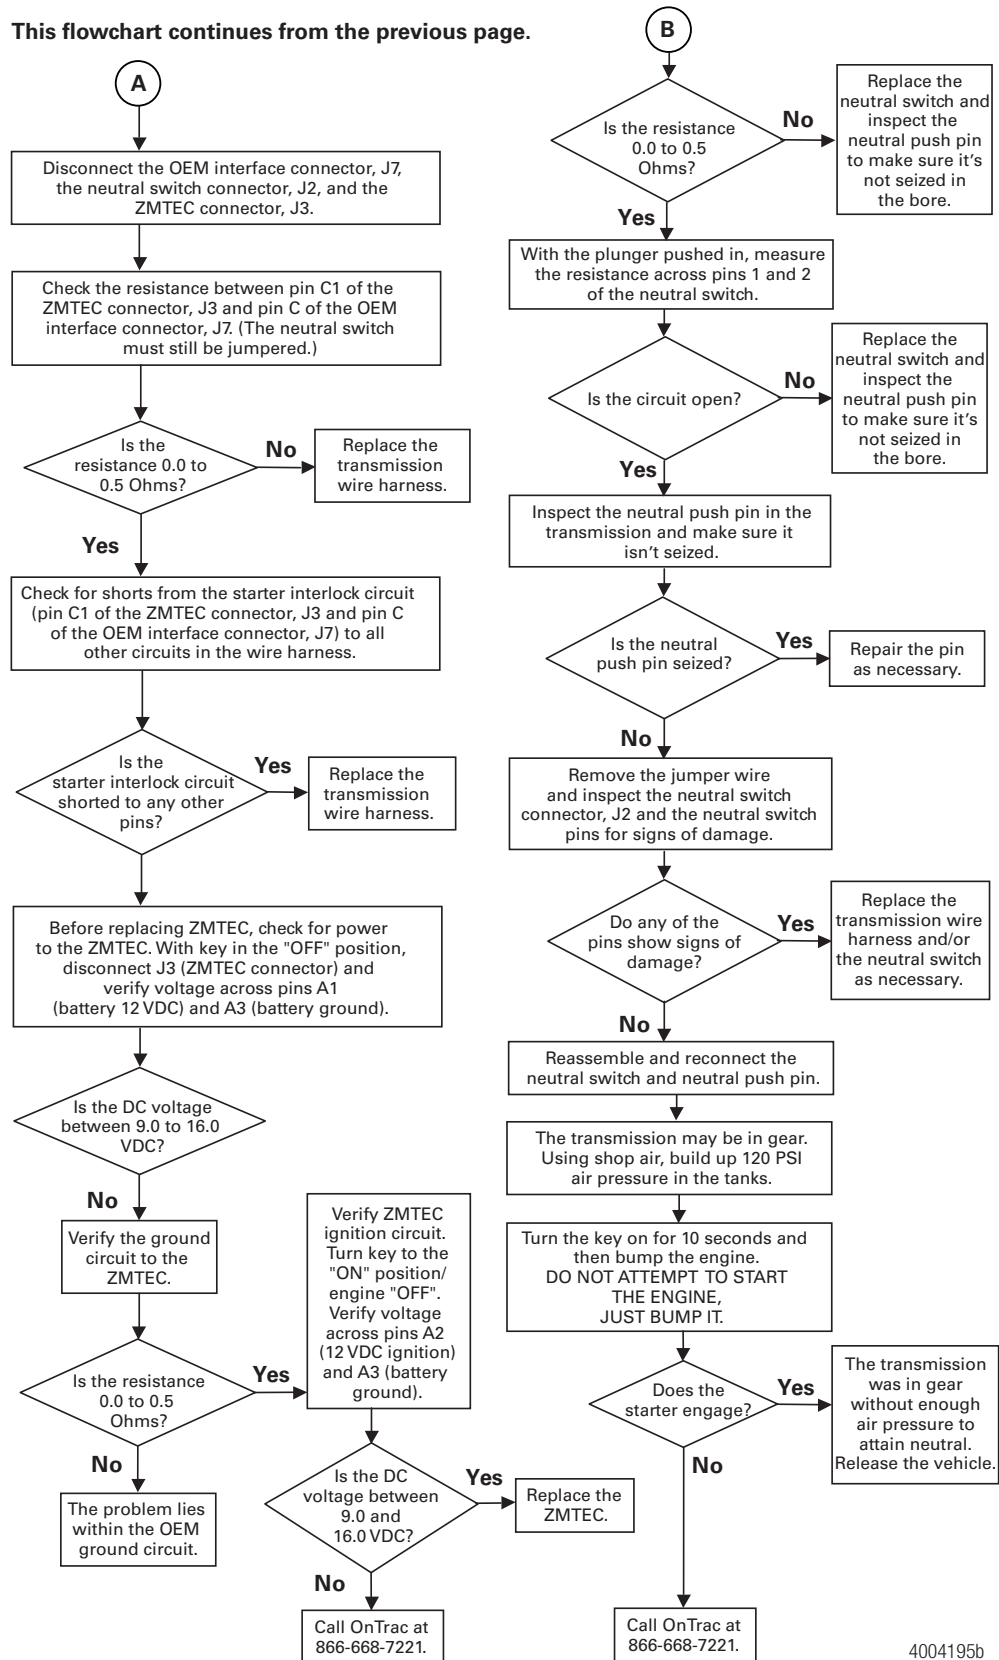 This flowchart continues from the previous page.
A
Disconnect the OEM interface connector, J7,
the neutral switch connector, J2, and the
ZMTEC connector, J3.
Check the resistance between pin C1 of the
ZMTEC connector, J3 and pin C of the OEM
interface connector, J7. (The neutral switch
must still be jumpered.)
Is the
resistance 0.0 to
0.5 Ohms?
No
Replace the
transmission
wire harness.
Yes
Check for shorts from the starter interlock circuit
(pin C1 of the ZMTEC connector, J3 and pin C
of the OEM interface connector, J7) to all
other circuits in the wire harness.
Is the
starter interlock circuit
shorted to any other
pins?
Yes
Replace the
transmission
wire harness.
Before replacing ZMTEC, check for power
to the ZMTEC. With key in the "OFF" position,
disconnect J3 (ZMTEC connector) and
verify voltage across pins A1
(battery 12 VDC) and A3 (battery ground).
Is the DC voltage
between 9.0 to 16.0
VDC?
No
Verify the ground
circuit to the
ZMTEC.
Is the resistance
0.0 to 0.5
Ohms?
Yes
No
The problem lies
within the OEM
ground circuit.
Verify ZMTEC
ignition circuit.
Turn key to the
"ON" position/
engine "OFF".
Verify voltage
across pins A2
(12 VDC ignition)
and A3 (battery
ground).
Is the DC
voltage between
9.0 and
16.0 VDC?
Yes
Replace the
ZMTEC.
No
Call OnTrac at
866-668-7221.
B
Is the resistance
0.0 to 0.5
Ohms?
No
Replace the
neutral switch and
inspect the
neutral push pin
to make sure it's
not seized in
the bore.
Yes
With the plunger pushed in, measure
the resistance across pins 1 and 2
of the neutral switch.
Is the circuit open?
No
Replace the
neutral switch and
inspect the
neutral push pin
to make sure it's
not seized in
the bore.
Yes
Inspect the neutral push pin in the
transmission and make sure it
isn't seized.
Is the neutral
push pin seized?
Yes
Repair the pin
as necessary.
No
Remove the jumper wire
and inspect the neutral switch
connector, J2 and the neutral switch
pins for signs of damage.
Do any of the
pins show signs of
damage?
Yes
Replace the
transmission wire
harness and/or
the neutral switch
as necessary.
No
Reassemble and reconnect the
neutral switch and neutral push pin.
The transmission may be in gear.
Using shop air, build up 120 PSI
air pressure in the tanks.
Turn the key on for 10 seconds and
then bump the engine.
DO NOT ATTEMPT TO START
THE ENGINE,
JUST BUMP IT.
Does the
starter engage?
Yes
The transmission
was in gear
without enough
air pressure to
attain neutral.
Release the vehicle.
No
Call OnTrac at
866-668-7221.
4004195b